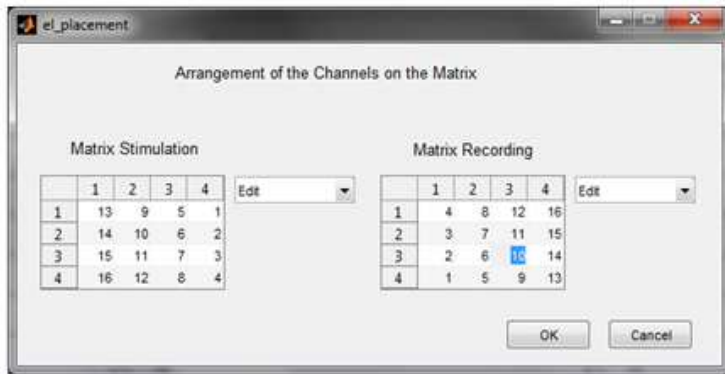 el_placement
Arrangement of the Channels on the Matrix
Matrix Stimulation
1 2 3 4
1 13 9 5 1
2 14 10 6 2
3 15 11 7 3
4 16 12 8 4
Edit
Matrix Recording
1 2 3 4
1 4 8 12 16
2 3 7 11 15
3 2 6 10 14
4 1 5 9 13
Edit
OK Cancel